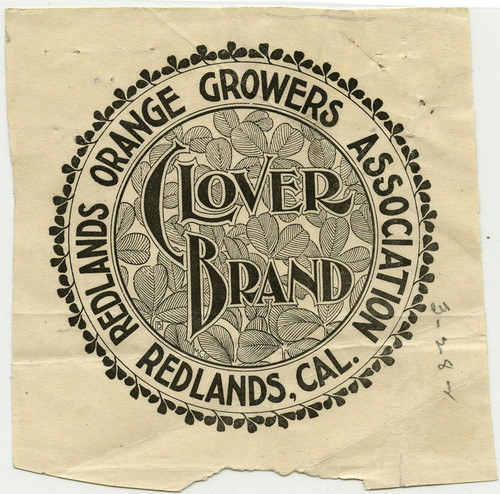 REDLANDS ORANGE GROWERS ASSOCIATION
CLOVER
BRAND
REDLANDS, CAL.